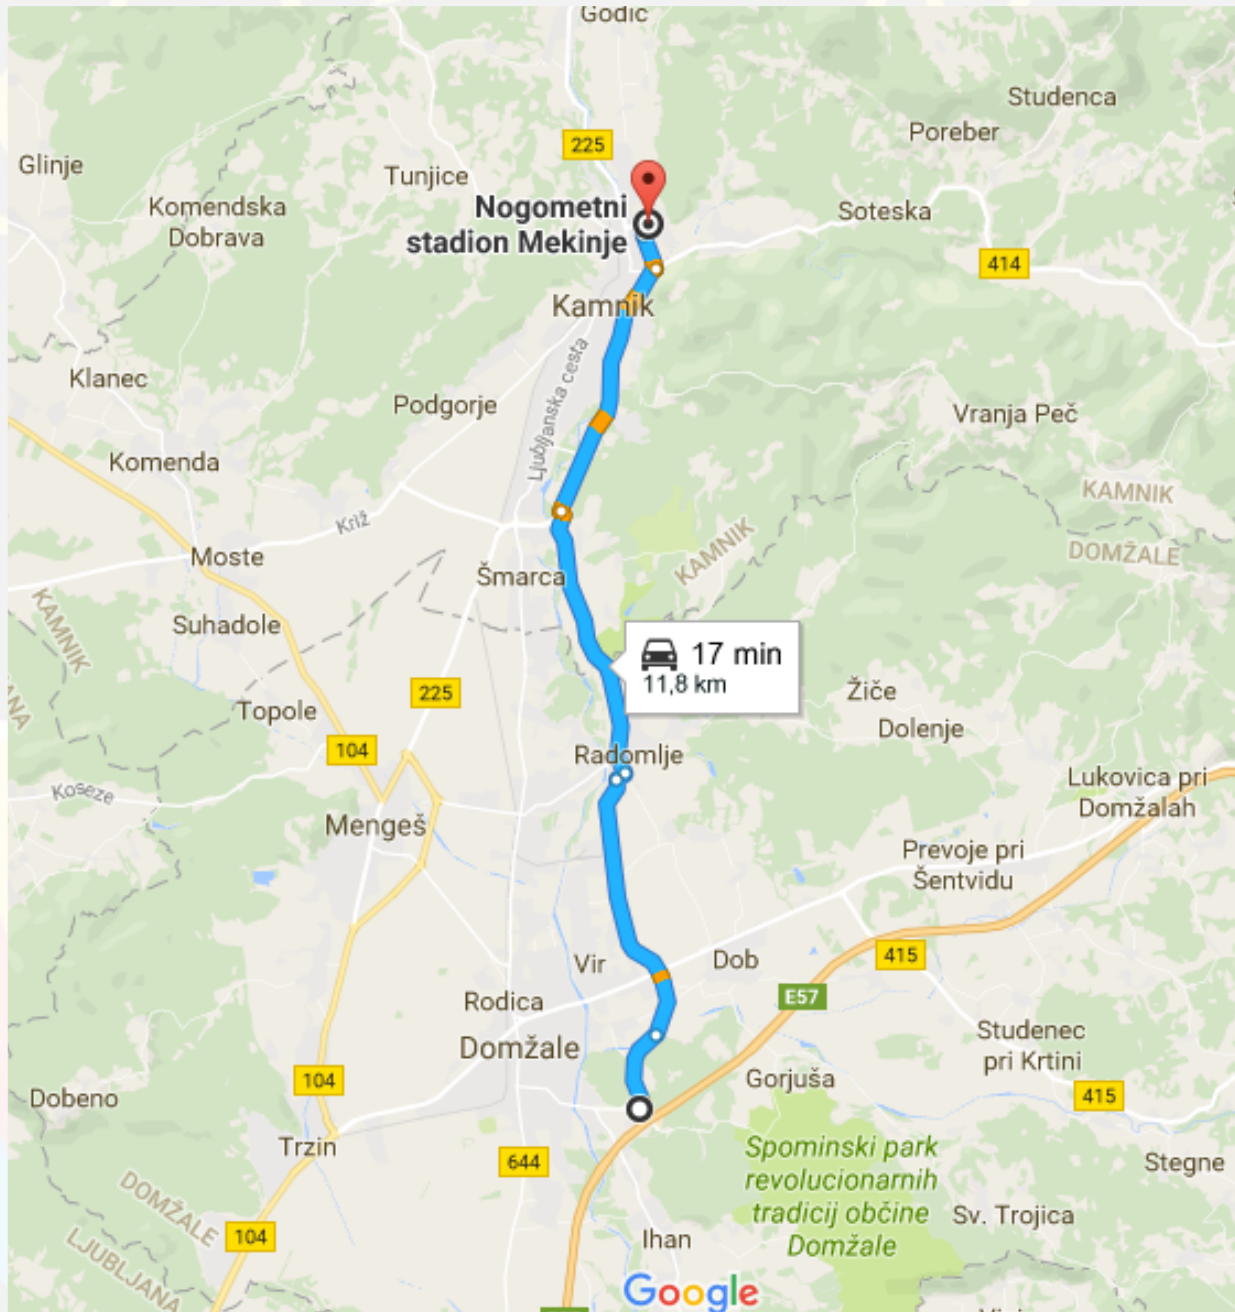 Godic
Studenca
Poreber
225
Glinje
Tunjice
Nogometni
stadion Mekinje
Komendska
Dobrava
Soteska
414
Kamnik
Ljubljanska cesta
Klanec
Podgorje
Vranja Peč
Komenda
KAMNIK
Križ
DOMŽALE
KAMNIK
Moste
Šmarca
KAMNIK
Suhadole
17 min
11,8 km
225
Žiče
Topole
Dolenje
104
Radomlje
Koseze
Lukovica pri
Domžalah
Mengeš
Prevoje pri
Šentvidu
Vir
Dob
415
E57
Rodica
Domžale
Studenec
pri Krtini
104
Gorjuša
415
Dobeno
Trzin
644
Spominski park
revolucionarnih
tradicij občine
Domžale
Stegne
DOMŽALE
LJUBLJANA
104
Sv. Trojica
Ihan
Google